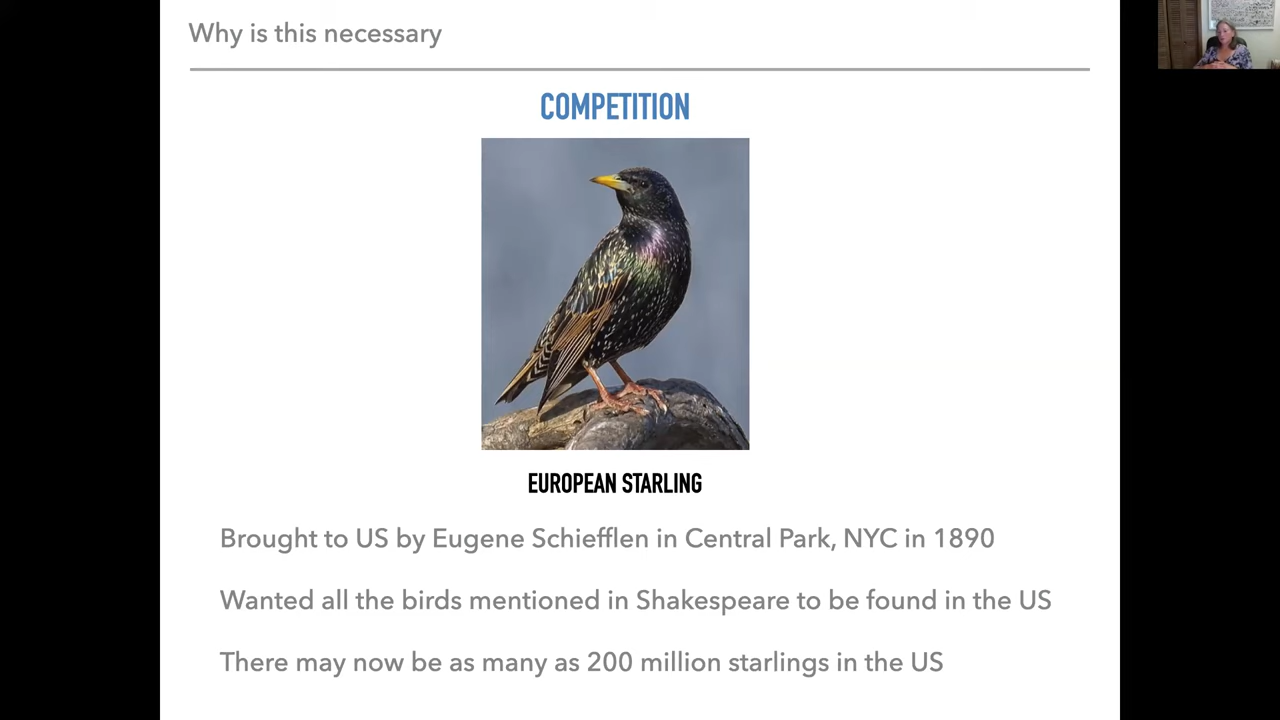 Why is this necessary
COMPETITION
EUROPEAN STARLING
Brought to US by Eugene Schiefflen in Central Park, NYC in 1890
Wanted all the birds mentioned in Shakespeare to be found in the US
There may now be as many as 200 million starlings in the US